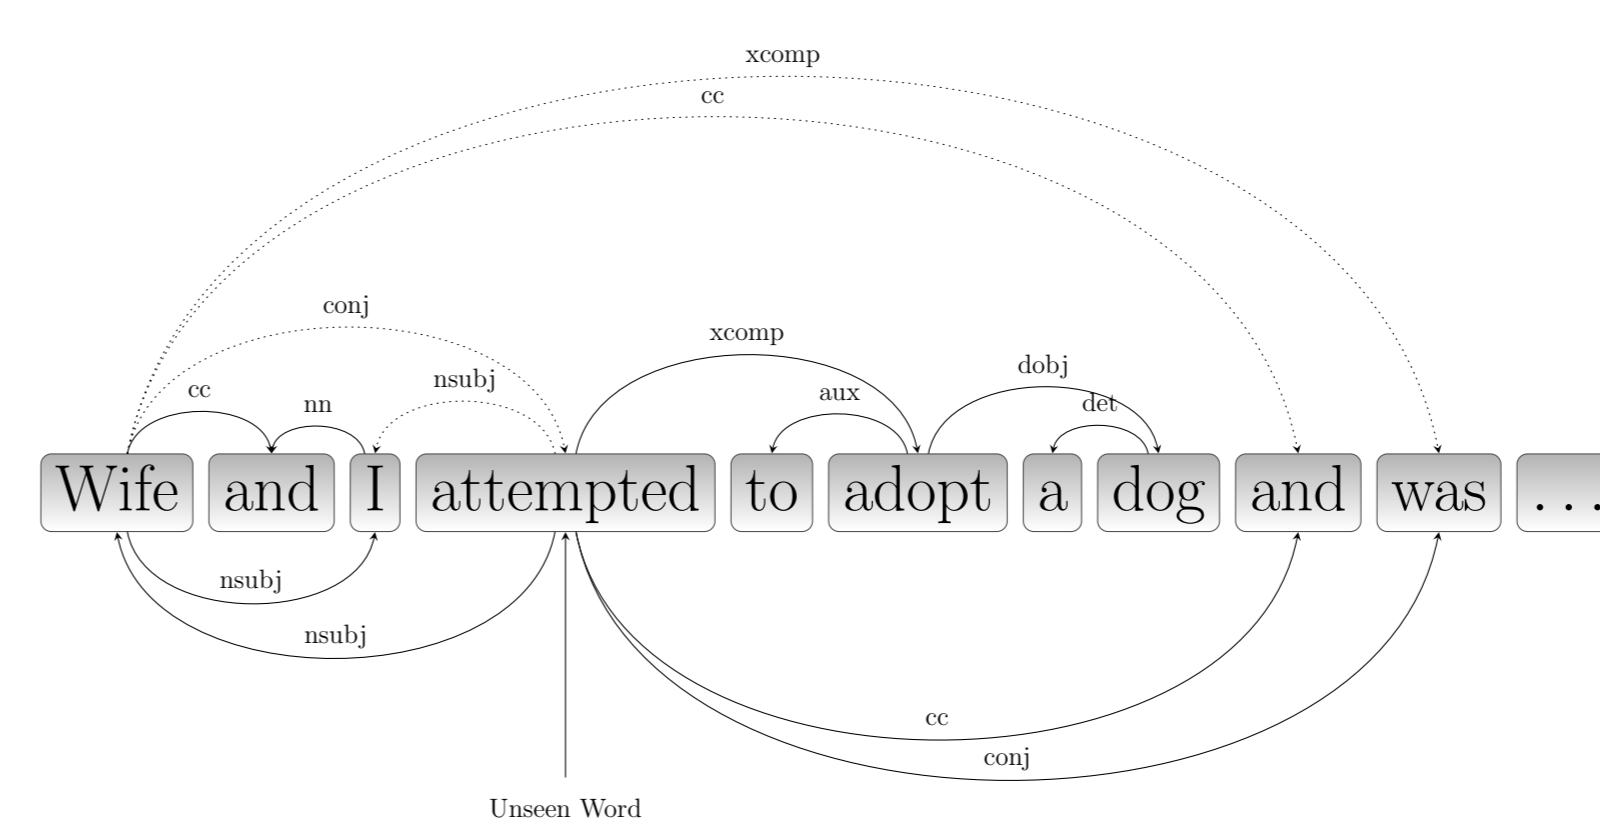 xcomp
cc
conj
xcomp
dobj
nsubj
aux
cc
nn
det
Wife and I attempted to adopt a dog and was ...
nsubj
nsubj
cc
conj
Unseen Word